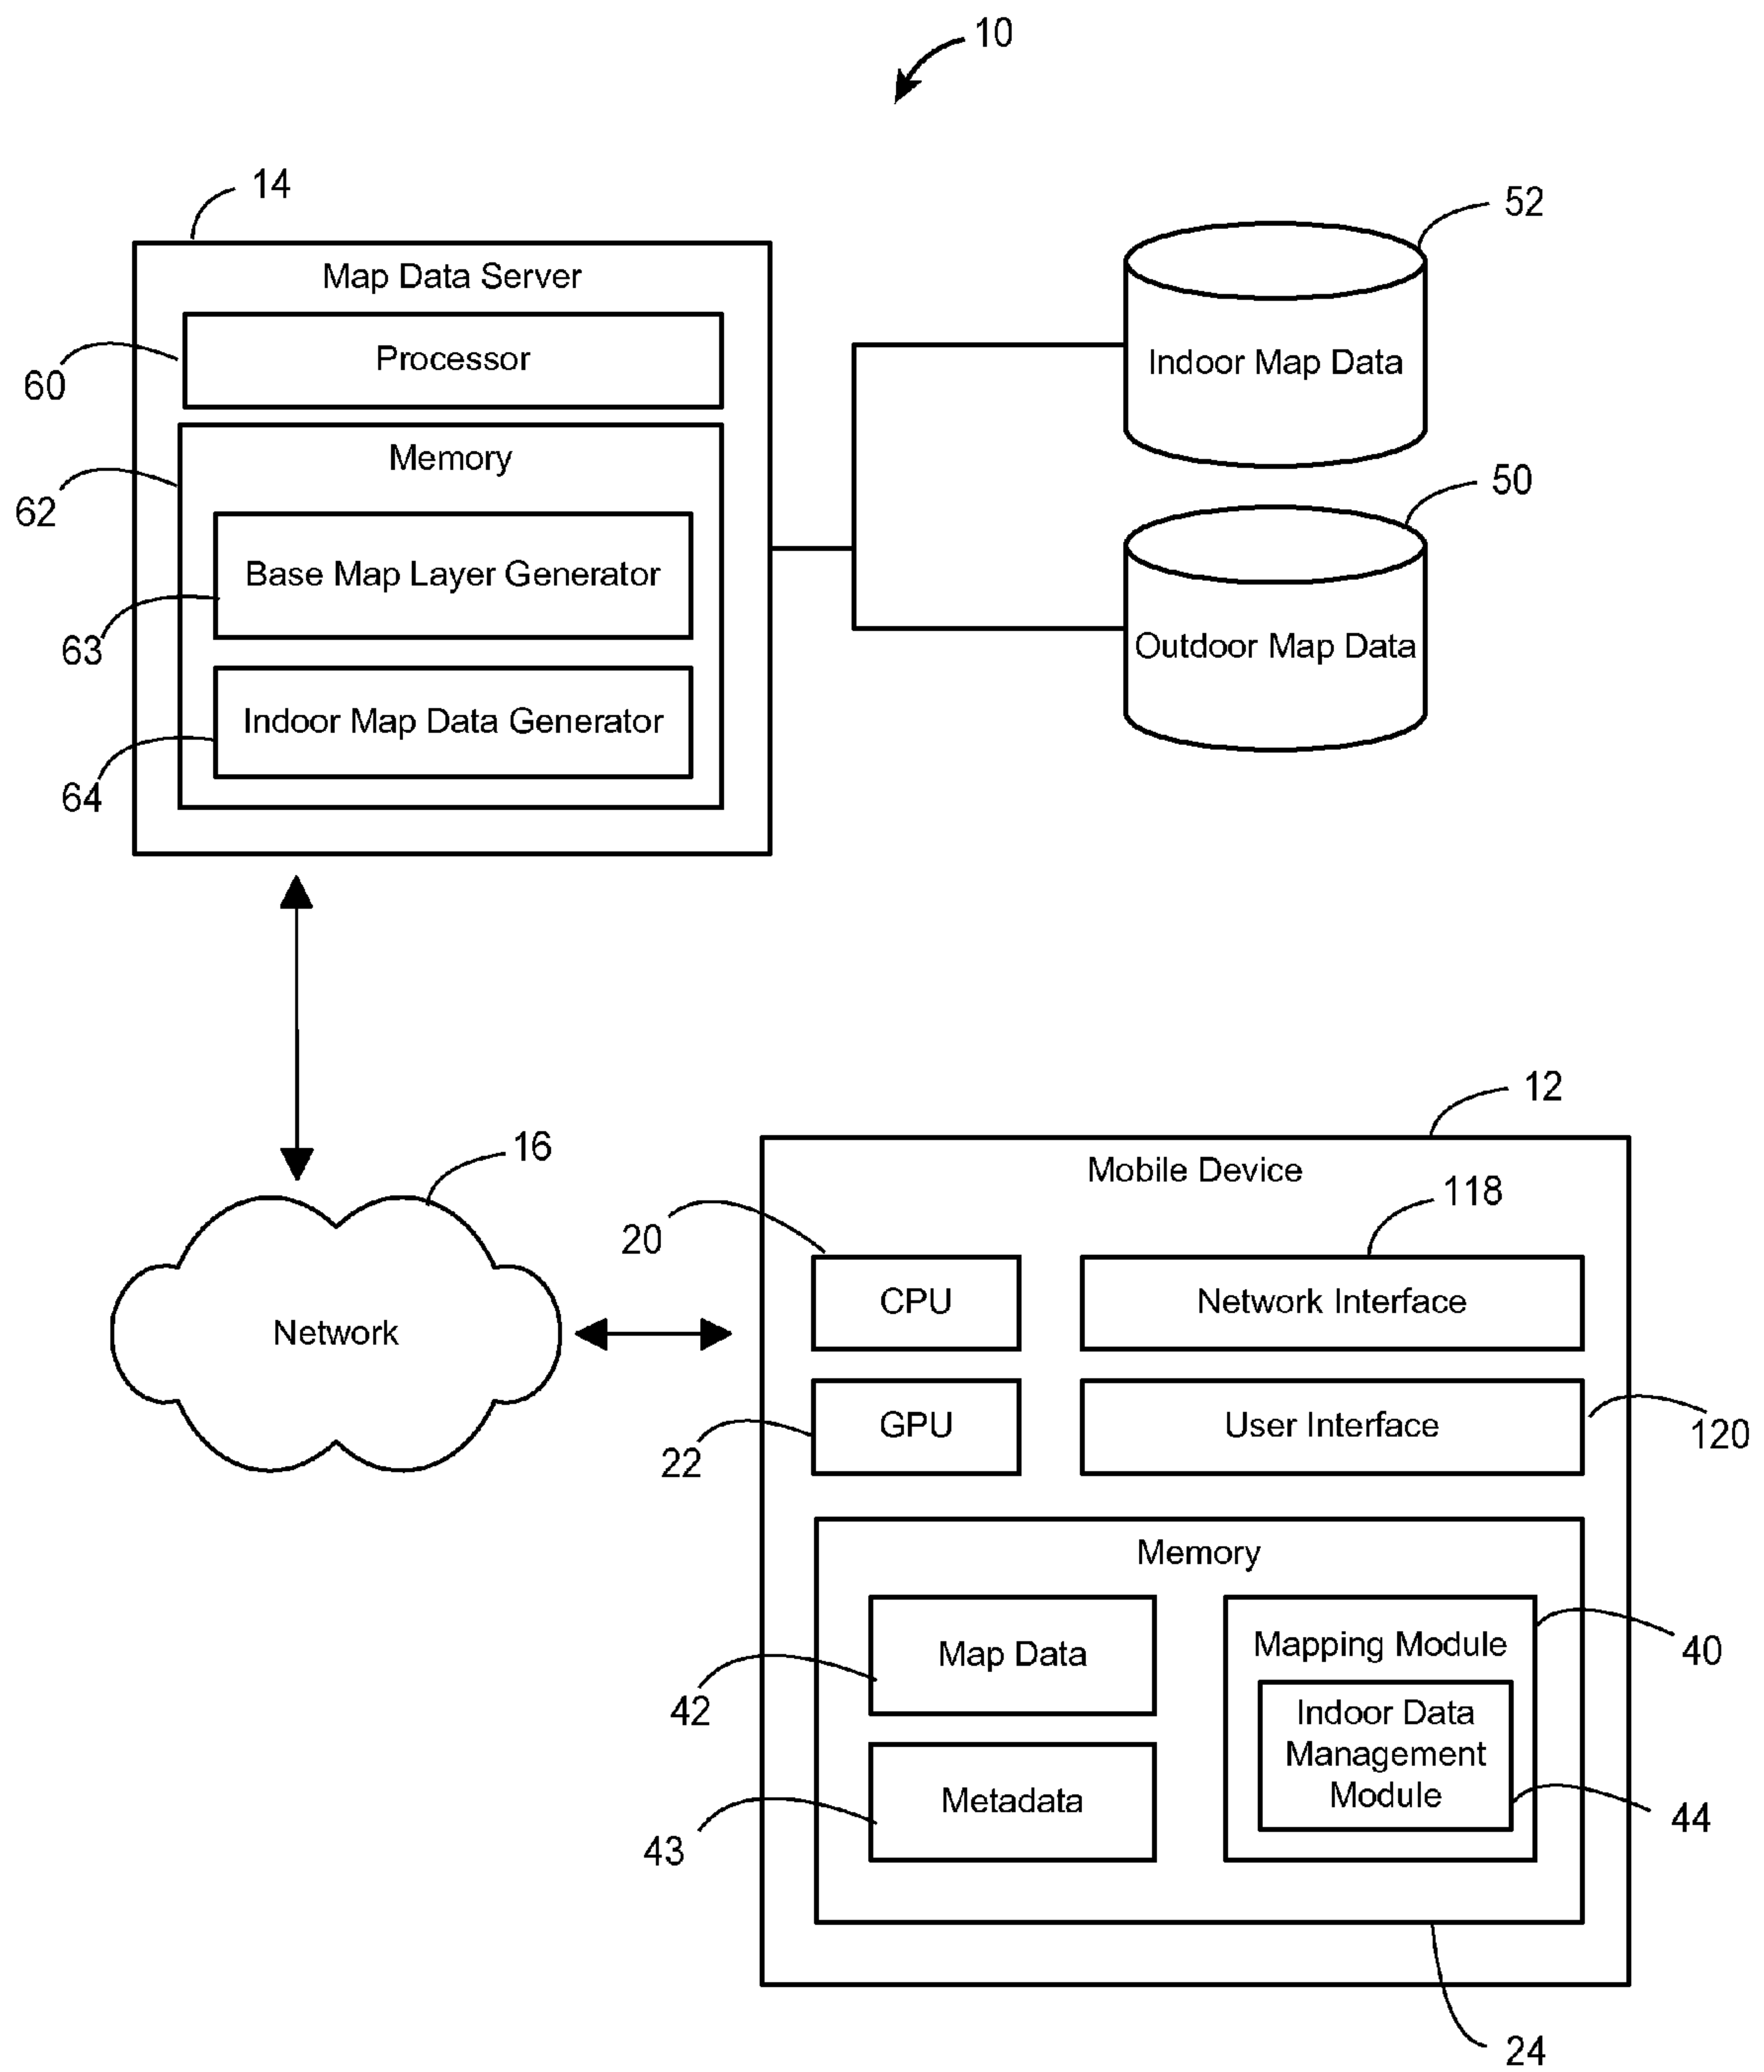 10
14
52
Map Data Server
Processor
60
Indoor Map Data
Memory
62
50
Base Map Layer Generator
63
Outdoor Map Data
Indoor Map Data Generator
64
12
16
Mobile Device
118
20
CPU
Network Interface
Network
GPU
User Interface
22
120
Memory
Map Data
Mapping Module
40
42
Indoor Data
Management
Module
Metadata
43
44
24